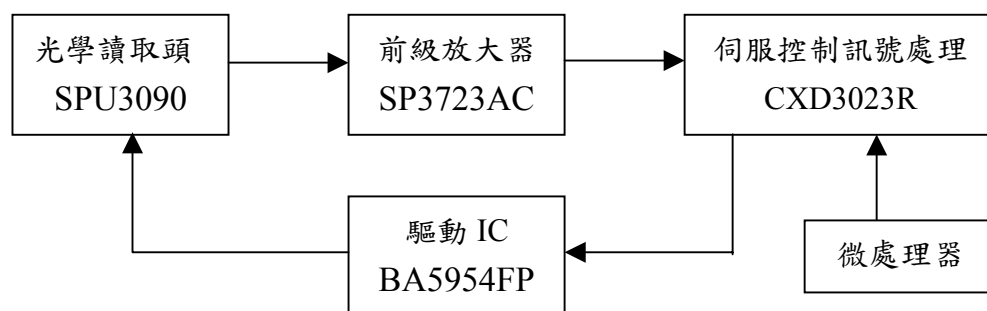 光學讀取頭
SPU3090
前級放大器
SP3723AC
伺服控制訊號處理
CXD3023R
驅動 IC
BA5954FP
微處理器